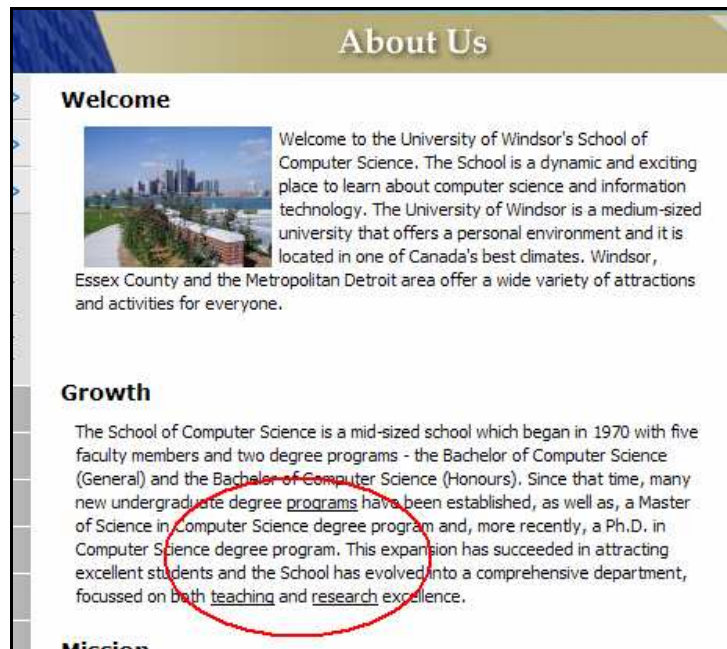 About Us
Welcome
Welcome to the University of Windsor's School of
Computer Science. The School is a dynamic and exciting
place to learn about computer science and information
technology. The University of Windsor is a medium-sized
university that offers a personal environment and it is
located in one of Canada's best climates. Windsor,
Essex County and the Metropolitan Detroit area offer a wide variety of attractions
and activities for everyone.
Growth
The School of Computer Science is a mid-sized school which began in 1970 with five
faculty members and two degree programs - the Bachelor of Computer Science
(General) and the Bachelor of Computer Science (Honours). Since that time, many
new undergraduate degree programs have been established, as well as, a Master
of Science in Computer Science degree program and, more recently, a Ph.D. in
Computer Science degree program. This expansion has succeeded in attracting
excellent students and the School has evolved into a comprehensive department,
focussed on both teaching and research excellence.
Mission